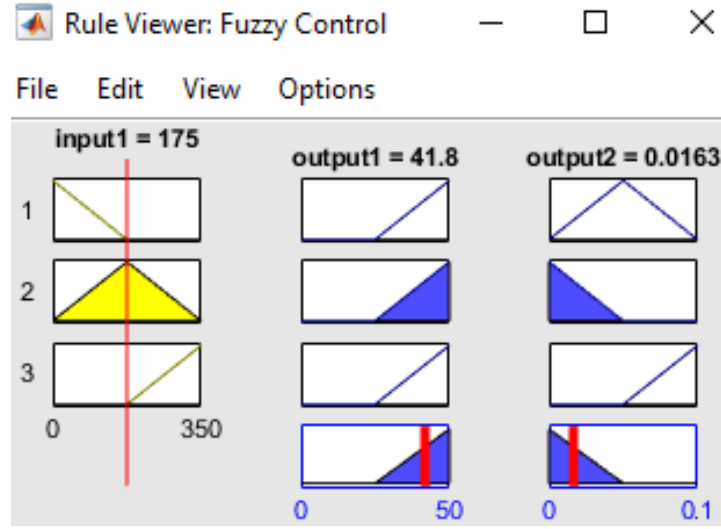 Rule Viewer: Fuzzy Control
File Edit View Options
input1 = 175
output1 = 41.8
output2 = 0.0163
1
2
3
0 350
0 50
0 0.1